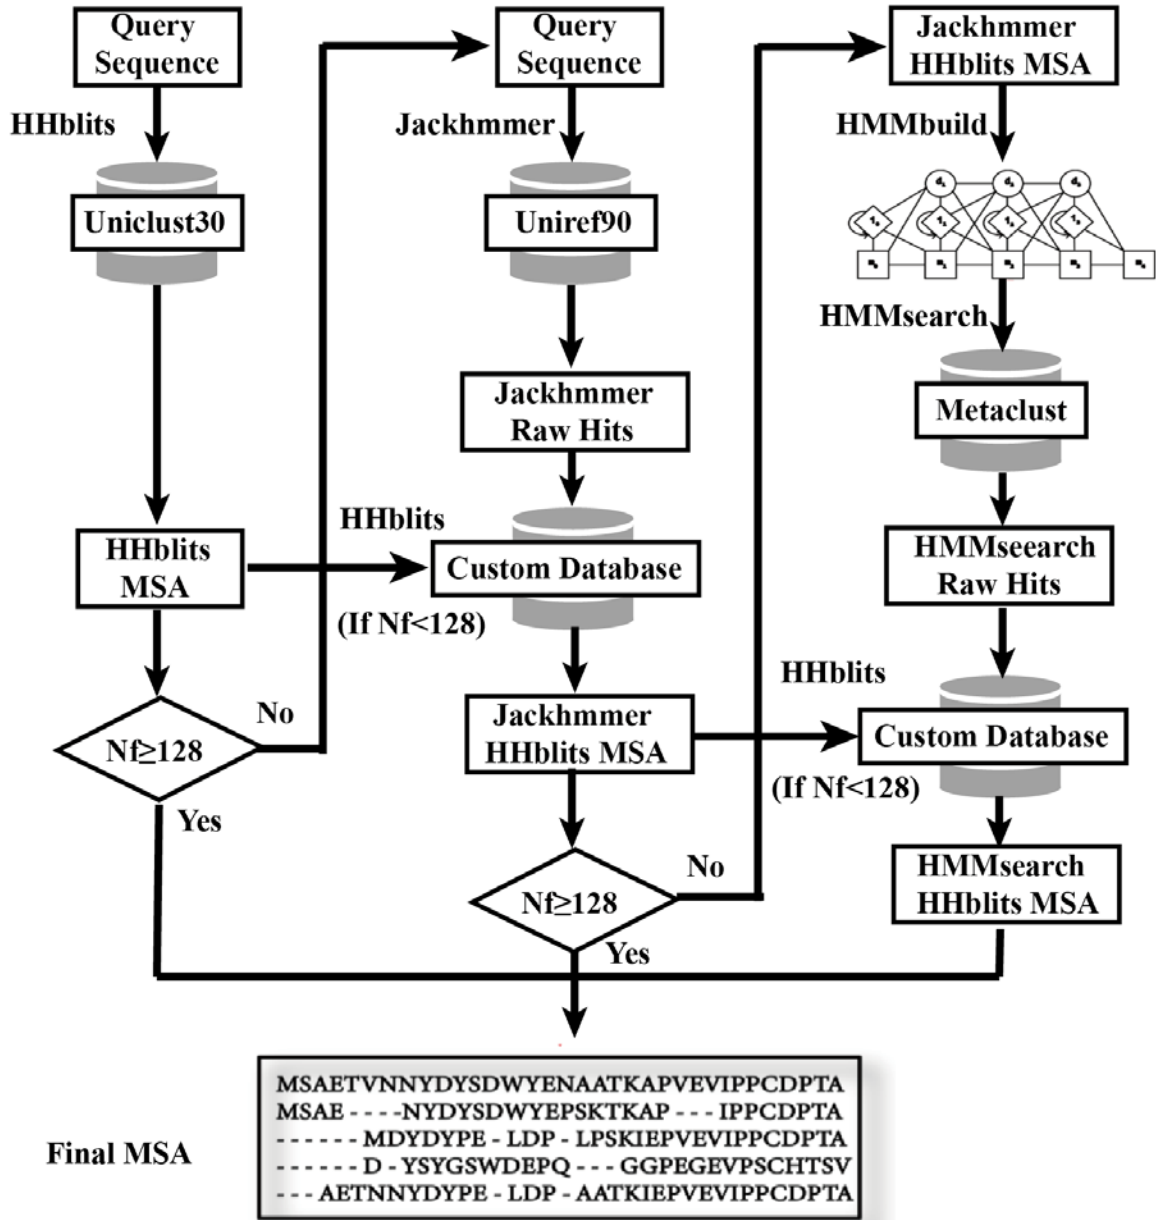 Query
Sequence
HHblits
Uniclust30
HHblits
MSA
Nf≥128
No
Yes
Query
Sequence
Jackhmmer
Uniref90
Jackhmmer
Raw Hits
HHblits
Custom Database
(If Nf<128)
Jackhmmer
HHblits MSA
Nf≥128
No
Yes
Jackhmmer
HHblits MSA
HMMbuild
HMMsearch
Metaclust
HMMseearch
Raw Hits
HHblits
Custom Database
(If Nf<128)
HMMsearch
HHblits MSA
Final MSA
MSAETVNNYDYSDWYENAATKAPVEVIPPCDPTA
MSAE - - - -NYDYSDWYEPSKTKAP - - - IPPCDPTA
- - - - - - MDYDYPE - LDP - LPSKIEPVEVIPPCDPTA
- - - - - - D - YSYGSWDEPQ - - - GGPEGEVPSCHTSV
- - - AETNNYDYPE - LDP - AATKIEPVEVIPPCDPTA